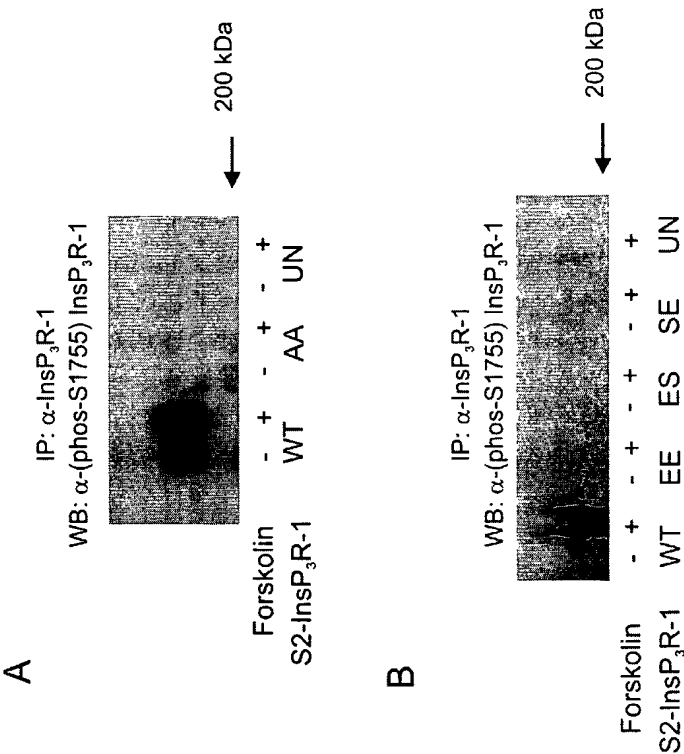 A
IP: α-InsP₃R-1
WB: α-(phos-S1755) InsP₃R-1
200 kDa
Forskolin - + - + - +
S2-InsP₃R-1 WT AA UN
B
IP: α-InsP₃R-1
WB: α-(phos-S1755) InsP₃R-1
200 kDa
Forskolin - + - + - + - + +
S2-InsP₃R-1 WT EE ES SE UN